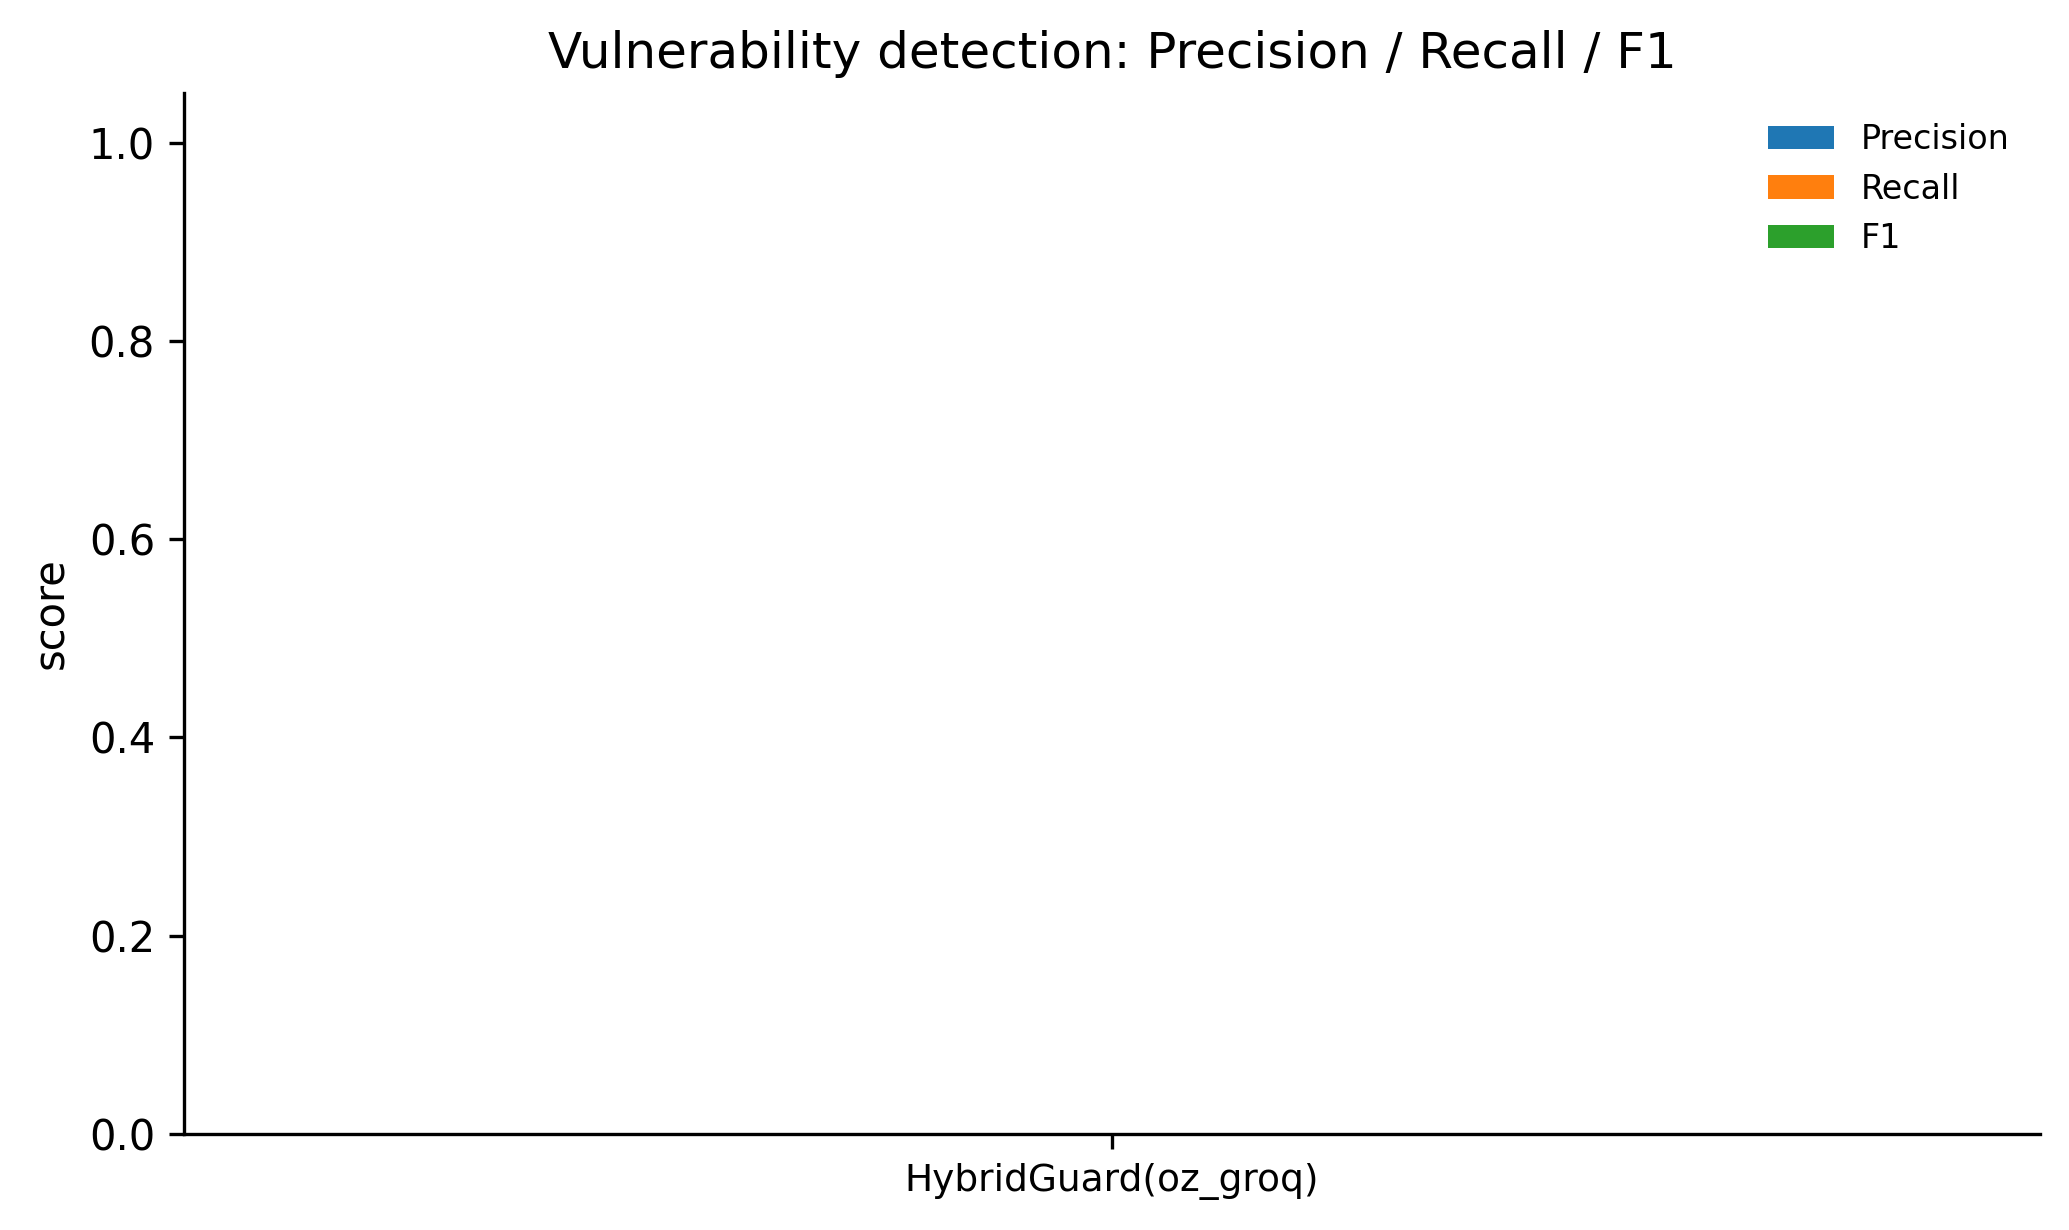 Vulnerability detection: Precision / Recall / F1
Precision
Recall
F1
1.0
0.8
0.6
0.4
0.2
0.0
score
HybridGuard(oz_groq)